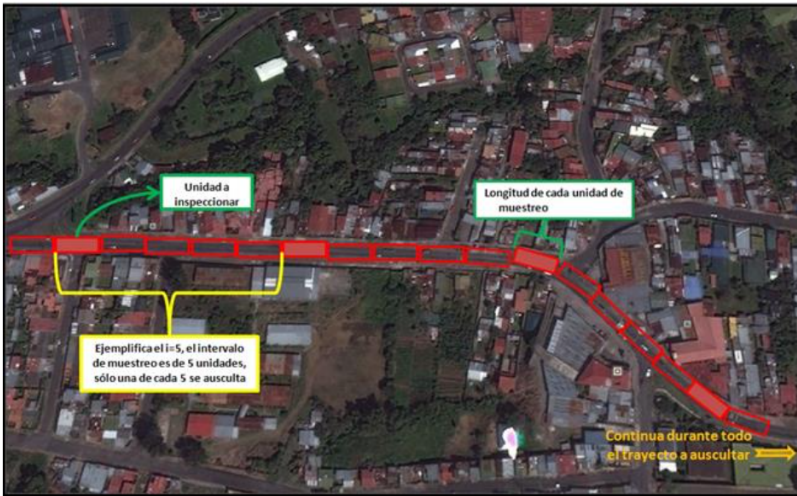 Unidad a
inspeccionar
Longitud de cada unidad de
muestreo
Ejemplifica el i=5, el intervalo
de muestreo es de 5 unidades,
sólo una de cada 5 se ausculta
Continua durante todo
el trayecto a auscultar